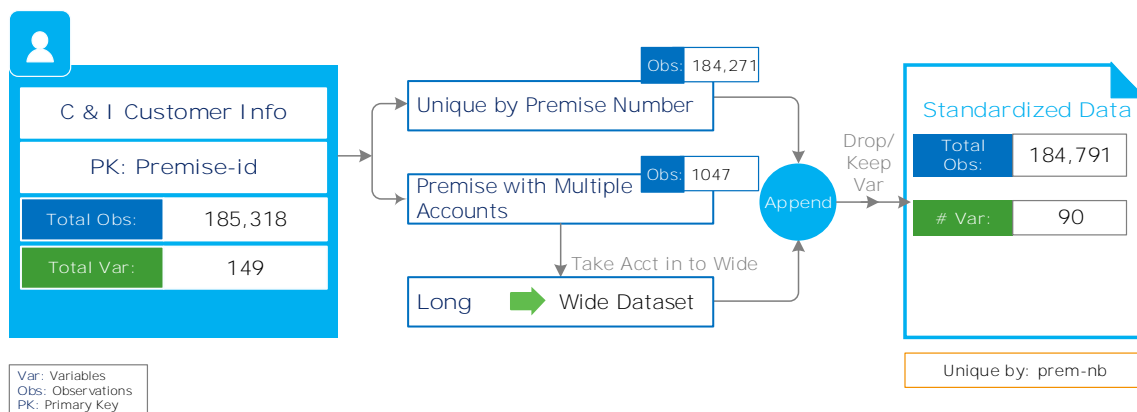 C & I Customer Info
PK: Premise-id
Total Obs: 185,318
Total Var: 149
Obs: 184,271
Unique by Premise Number
Obs: 1047
Premise with Multiple
Accounts
Take Acct in to Wide
Long Wide Dataset
Append
Drop/
Keep
Var
Standardized Data
Total
Obs:
184,791
# Var: 90
Unique by: prem-nb
Var: Variables
Obs: Observations
PK: Primary Key